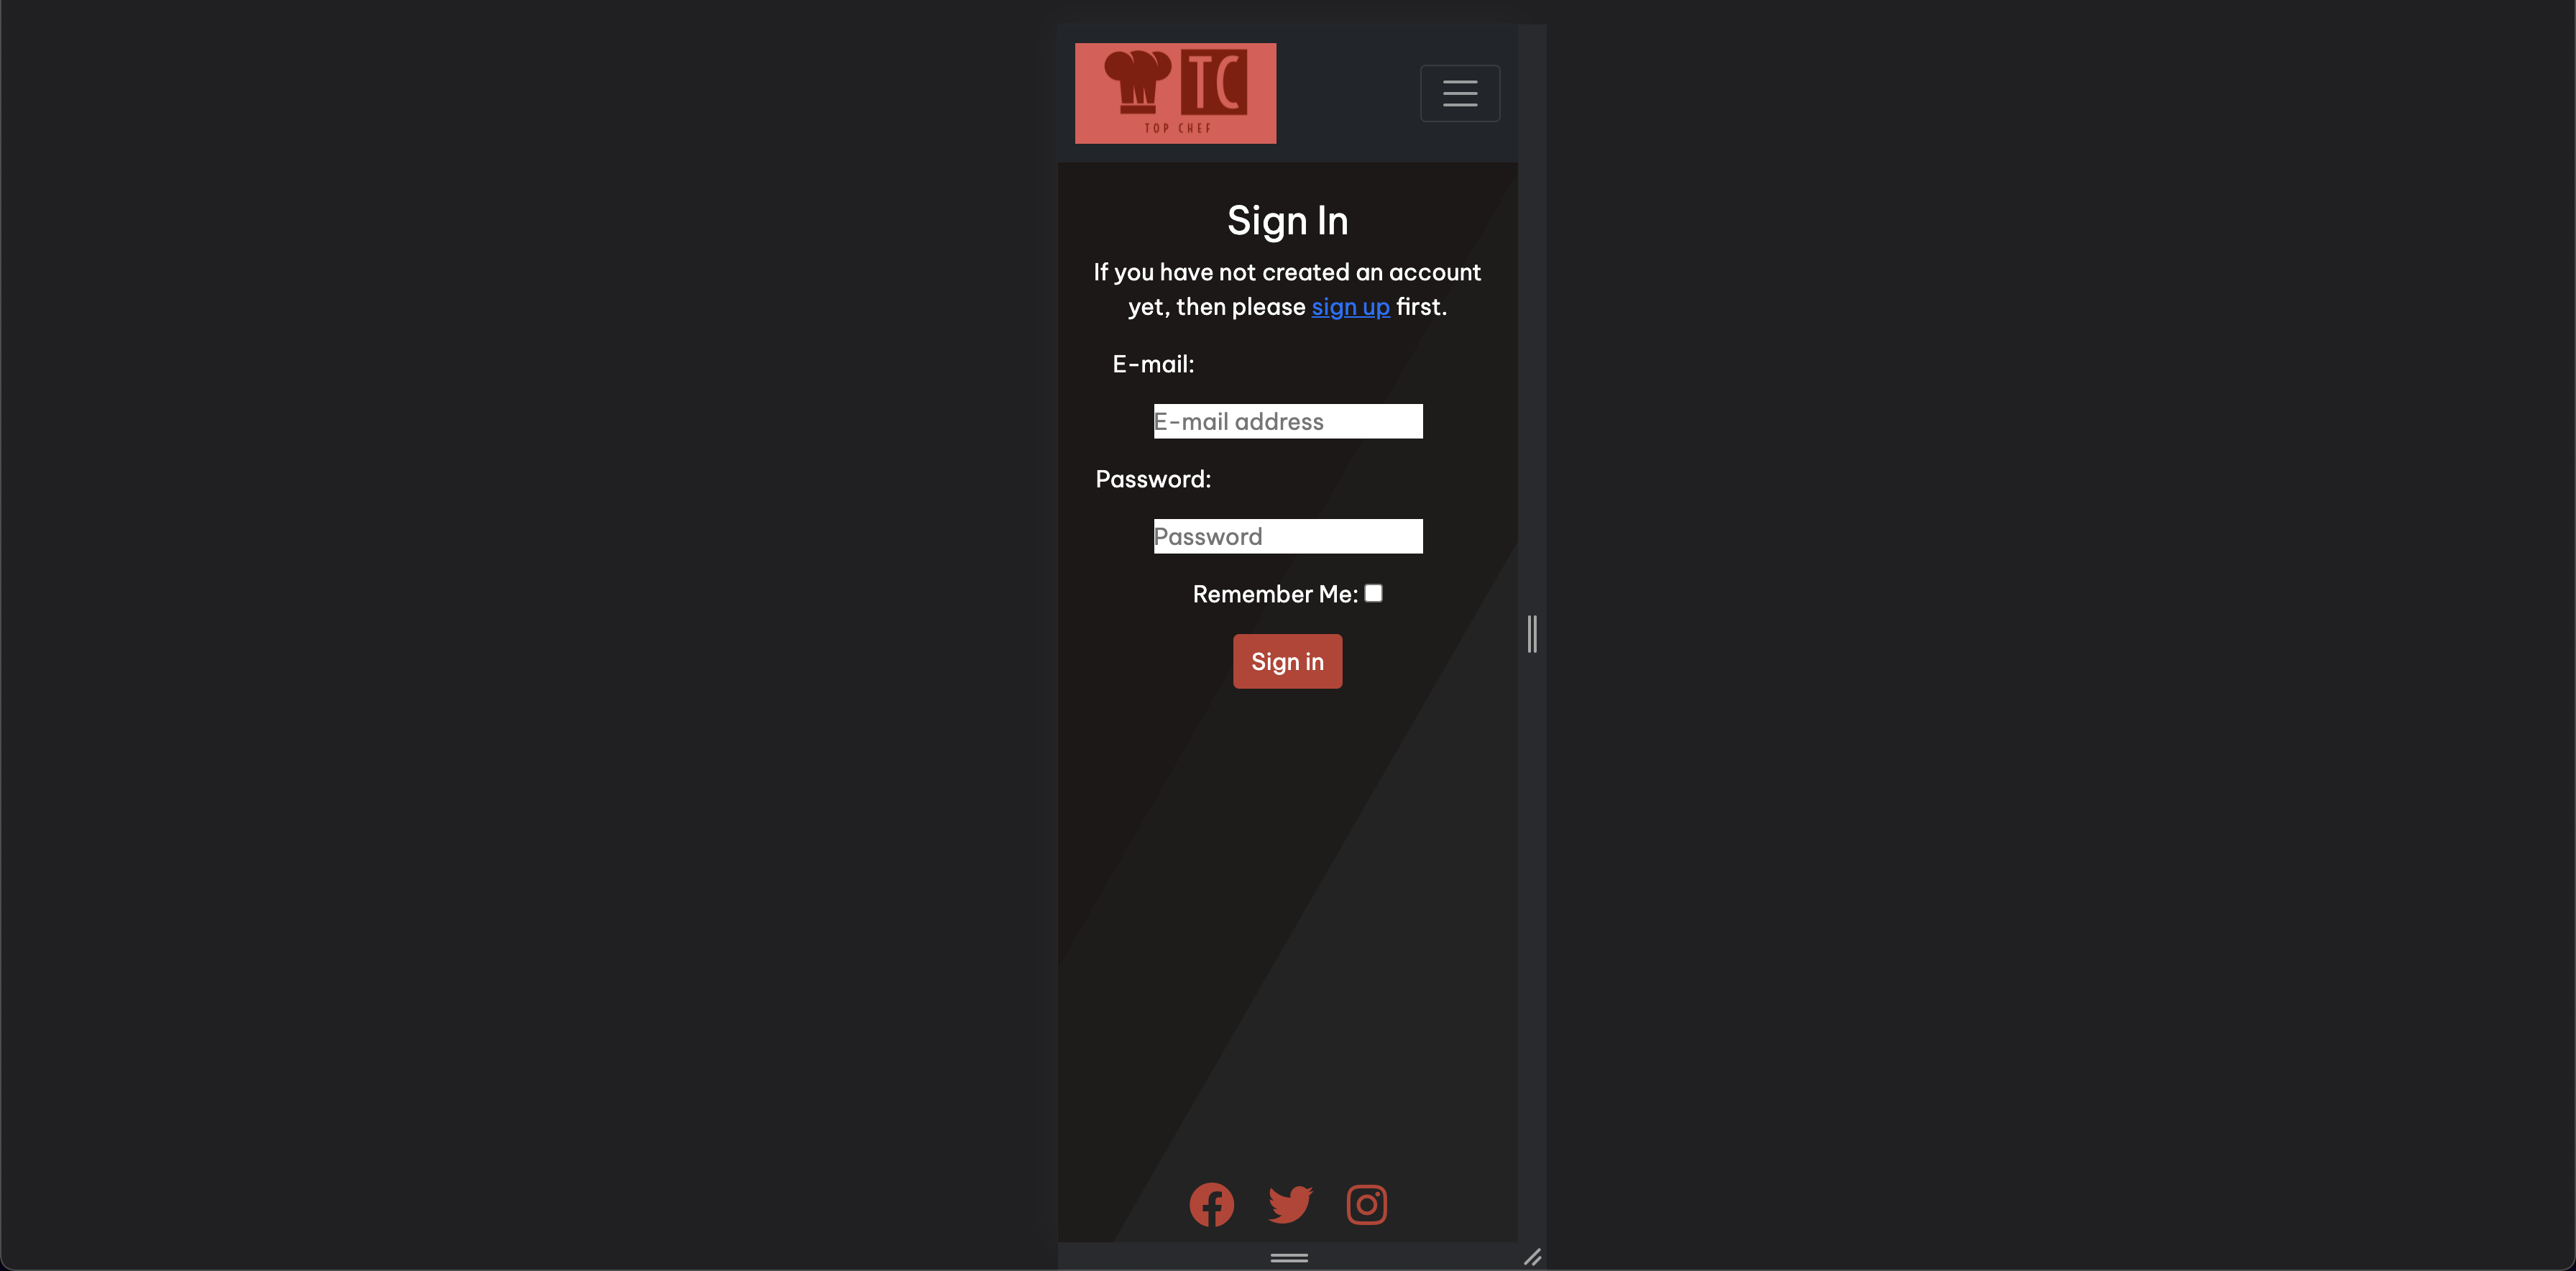 TC
TOP CHEF
Sign In
If you have not created an account
yet, then please sign up first.
E-mail:
E-mail address
Password:
Password
Remember Me:
Sign in